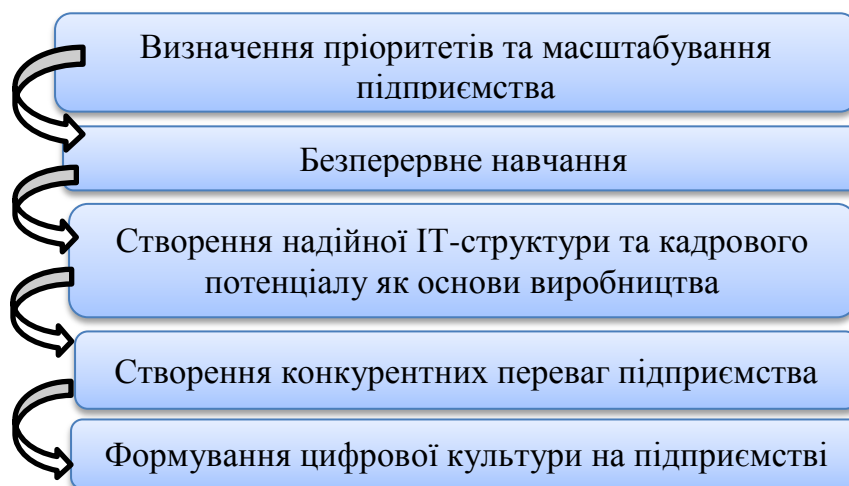 Визначення пріоритетів та масштабування
підприємства
Безперервне навчання
Створення надійної ІТ-структури та кадрового
потенціалу як основи виробництва
Створення конкурентних переваг підприємства
Формування цифрової культури на підприємстві